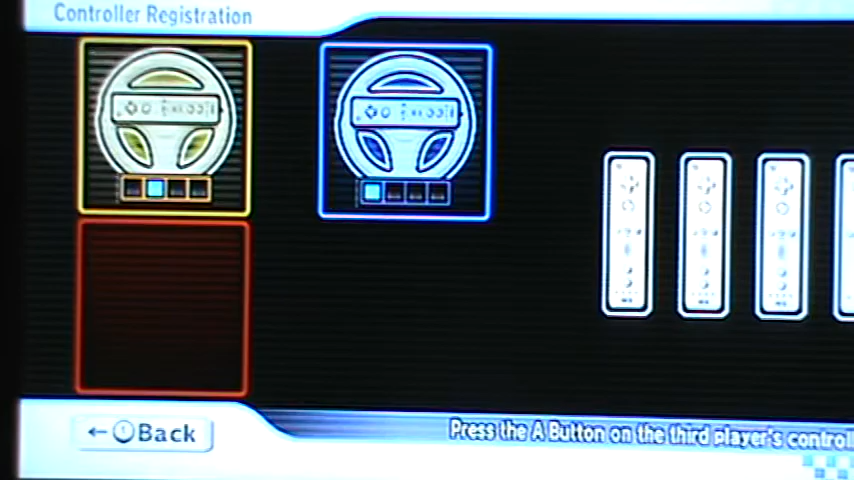 Controller Registration
Back
Press the A Button on the third player's control